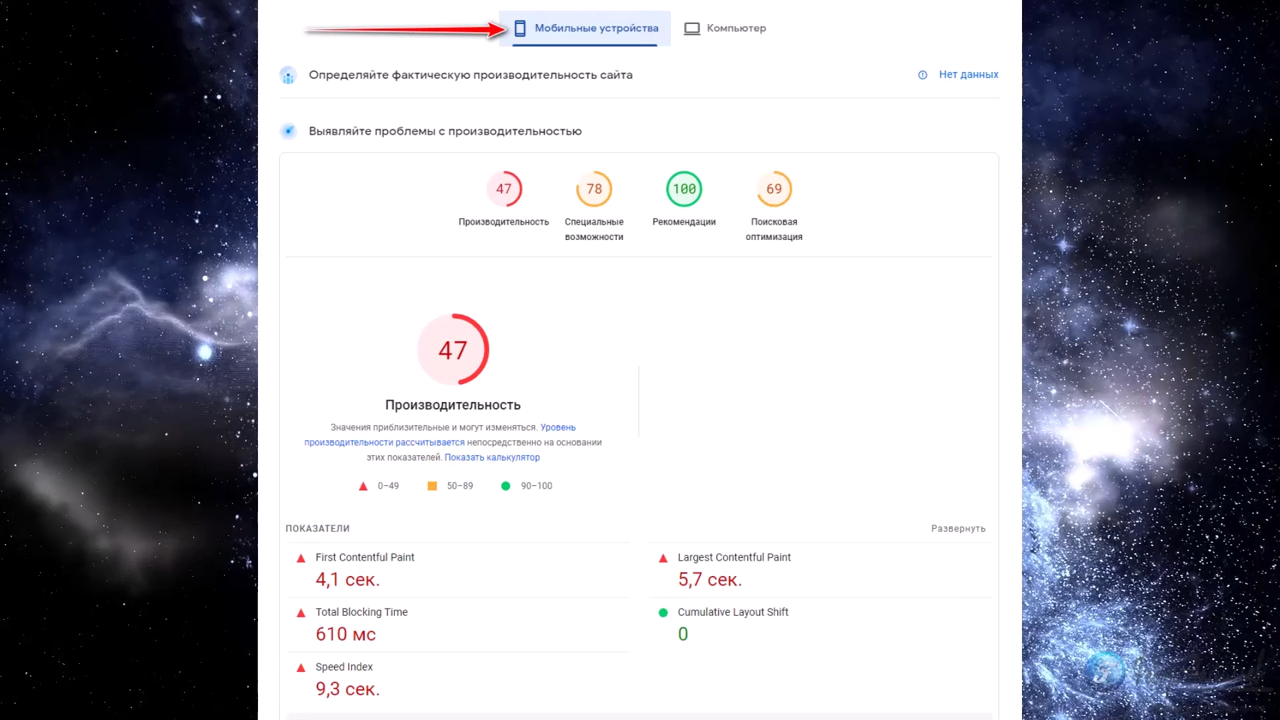 Мобильные устройства
Компьютер
Определяйте фактическую производительность сайта
Нет данных
Выявляйте проблемы с производительностью
47
78
100
69
Производительность
Специальные
возможности
Рекомендации
Поисковая
оптимизация
47
Производительность
Значения приблизительные и могут изменяться. Уровень
производительности рассчитывается непосредственно на основании
этих показателей. Показать калькулятор
0–49
50–89
90–100
ПОКАЗАТЕЛИ
Развернуть
First Contentful Paint
4,1 сек.
Largest Contentful Paint
5,7 сек.
Total Blocking Time
610 мс
Cumulative Layout Shift
0
Speed Index
9,3 сек.